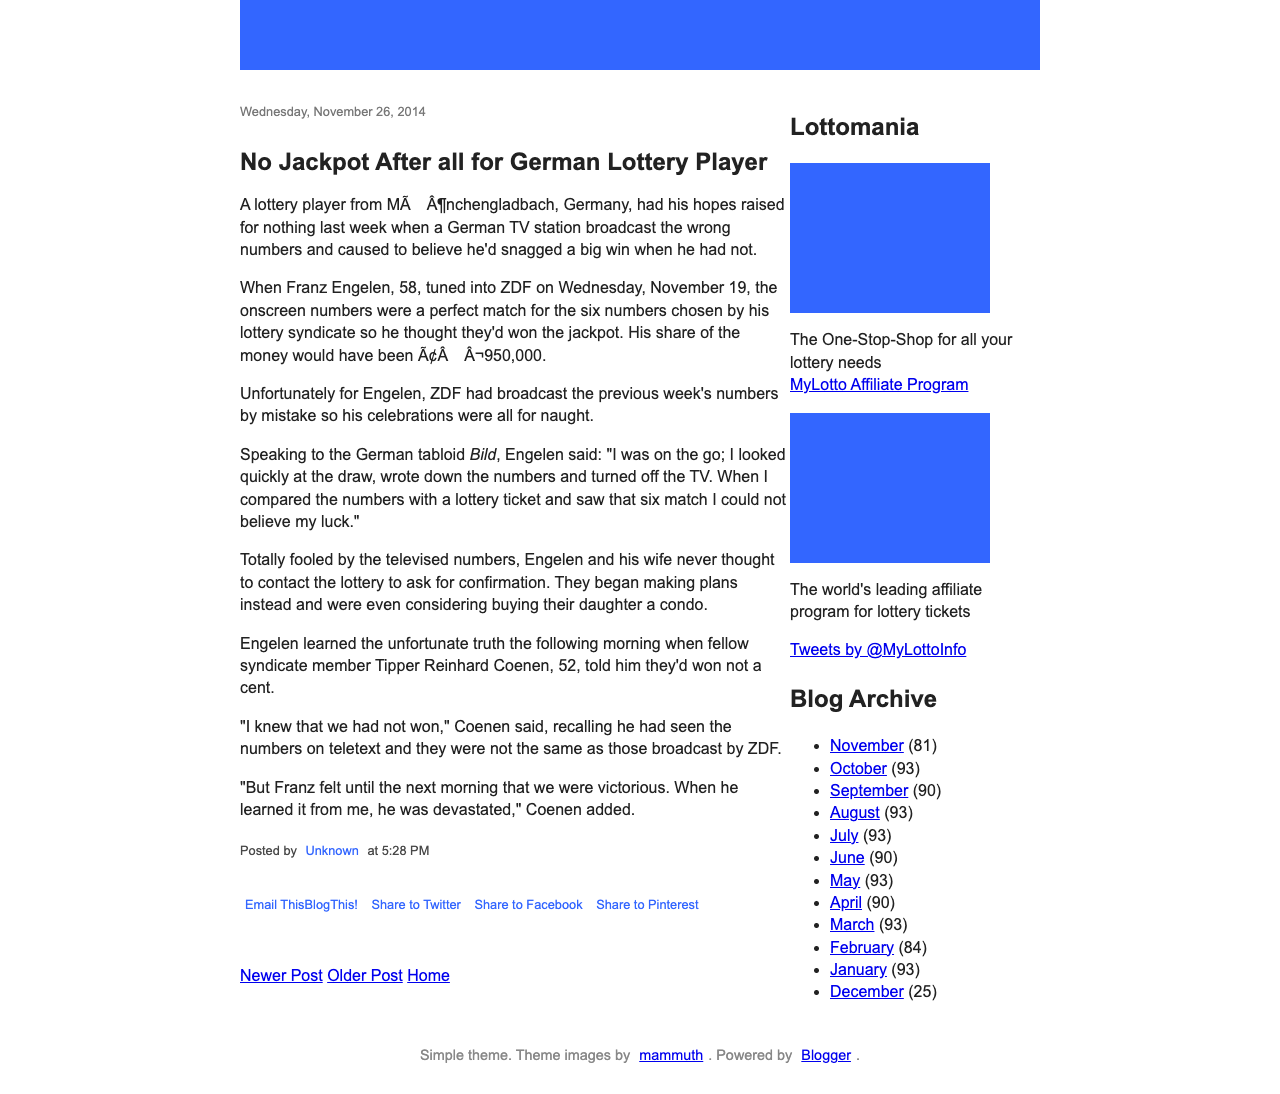 Wednesday, November 26, 2014
No Jackpot After all for German Lottery Player
A lottery player from MÃ Â¶nchengladbach, Germany, had his hopes raised
for nothing last week when a German TV station broadcast the wrong
numbers and caused to believe he'd snagged a big win when he had not.
When Franz Engelen, 58, tuned into ZDF on Wednesday, November 19, the
onscreen numbers were a perfect match for the six numbers chosen by his
lottery syndicate so he thought they'd won the jackpot. His share of the
money would have been Ã¢Â Â¬950,000.
Unfortunately for Engelen, ZDF had broadcast the previous week's numbers
by mistake so his celebrations were all for naught.
Speaking to the German tabloid Bild, Engelen said: "I was on the go; I looked
quickly at the draw, wrote down the numbers and turned off the TV. When I
compared the numbers with a lottery ticket and saw that six match I could not
believe my luck."
Totally fooled by the televised numbers, Engelen and his wife never thought
to contact the lottery to ask for confirmation. They began making plans
instead and were even considering buying their daughter a condo.
Engelen learned the unfortunate truth the following morning when fellow
syndicate member Tipper Reinhard Coenen, 52, told him they'd won not a
cent.
"I knew that we had not won," Coenen said, recalling he had seen the
numbers on teletext and they were not the same as those broadcast by ZDF.
"But Franz felt until the next morning that we were victorious. When he
learned it from me, he was devastated," Coenen added.
Posted by Unknown at 5:28 PM
Email ThisBlogThis! Share to Twitter Share to Facebook Share to Pinterest
Newer Post Older Post Home
Lottomania
The One-Stop-Shop for all your
lottery needs
MyLotto Affiliate Program
The world's leading affiliate
program for lottery tickets
Tweets by @MyLottoInfo
Blog Archive
November (81)
October (93)
September (90)
August (93)
July (93)
June (90)
May (93)
April (90)
March (93)
February (84)
January (93)
December (25)
Simple theme. Theme images by mammuth. Powered by Blogger.